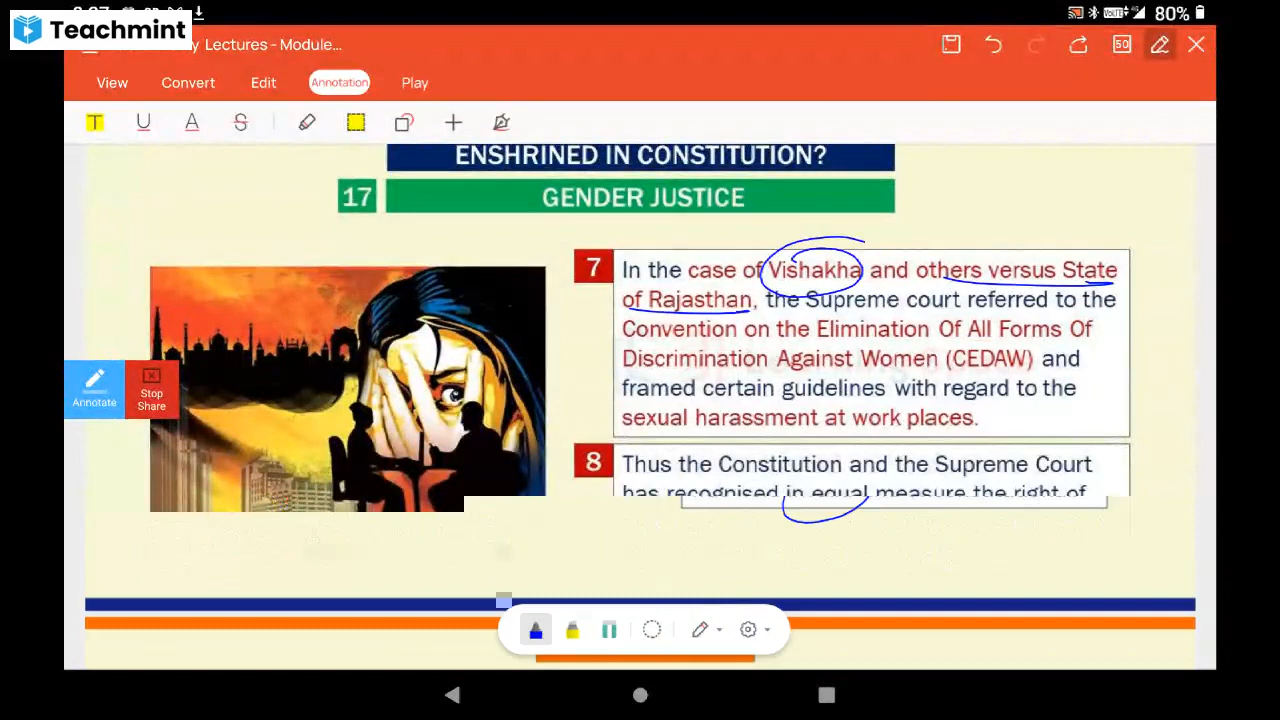 Teachmint
80%
Lectures - Module...
50
View Convert Edit Annotation Play
T U A S
ENSHRINED IN CONSTITUTION?
17 GENDER JUSTICE
7 In the case of Vishakha and others versus State
of Rajasthan, the Supreme court referred to the
Convention on the Elimination Of All Forms Of
Discrimination Against Women (CEDAW) and
framed certain guidelines with regard to the
sexual harassment at work places.
Annotate
Stop
Share
8 Thus the Constitution and the Supreme Court
has recognised in equal measure the right of